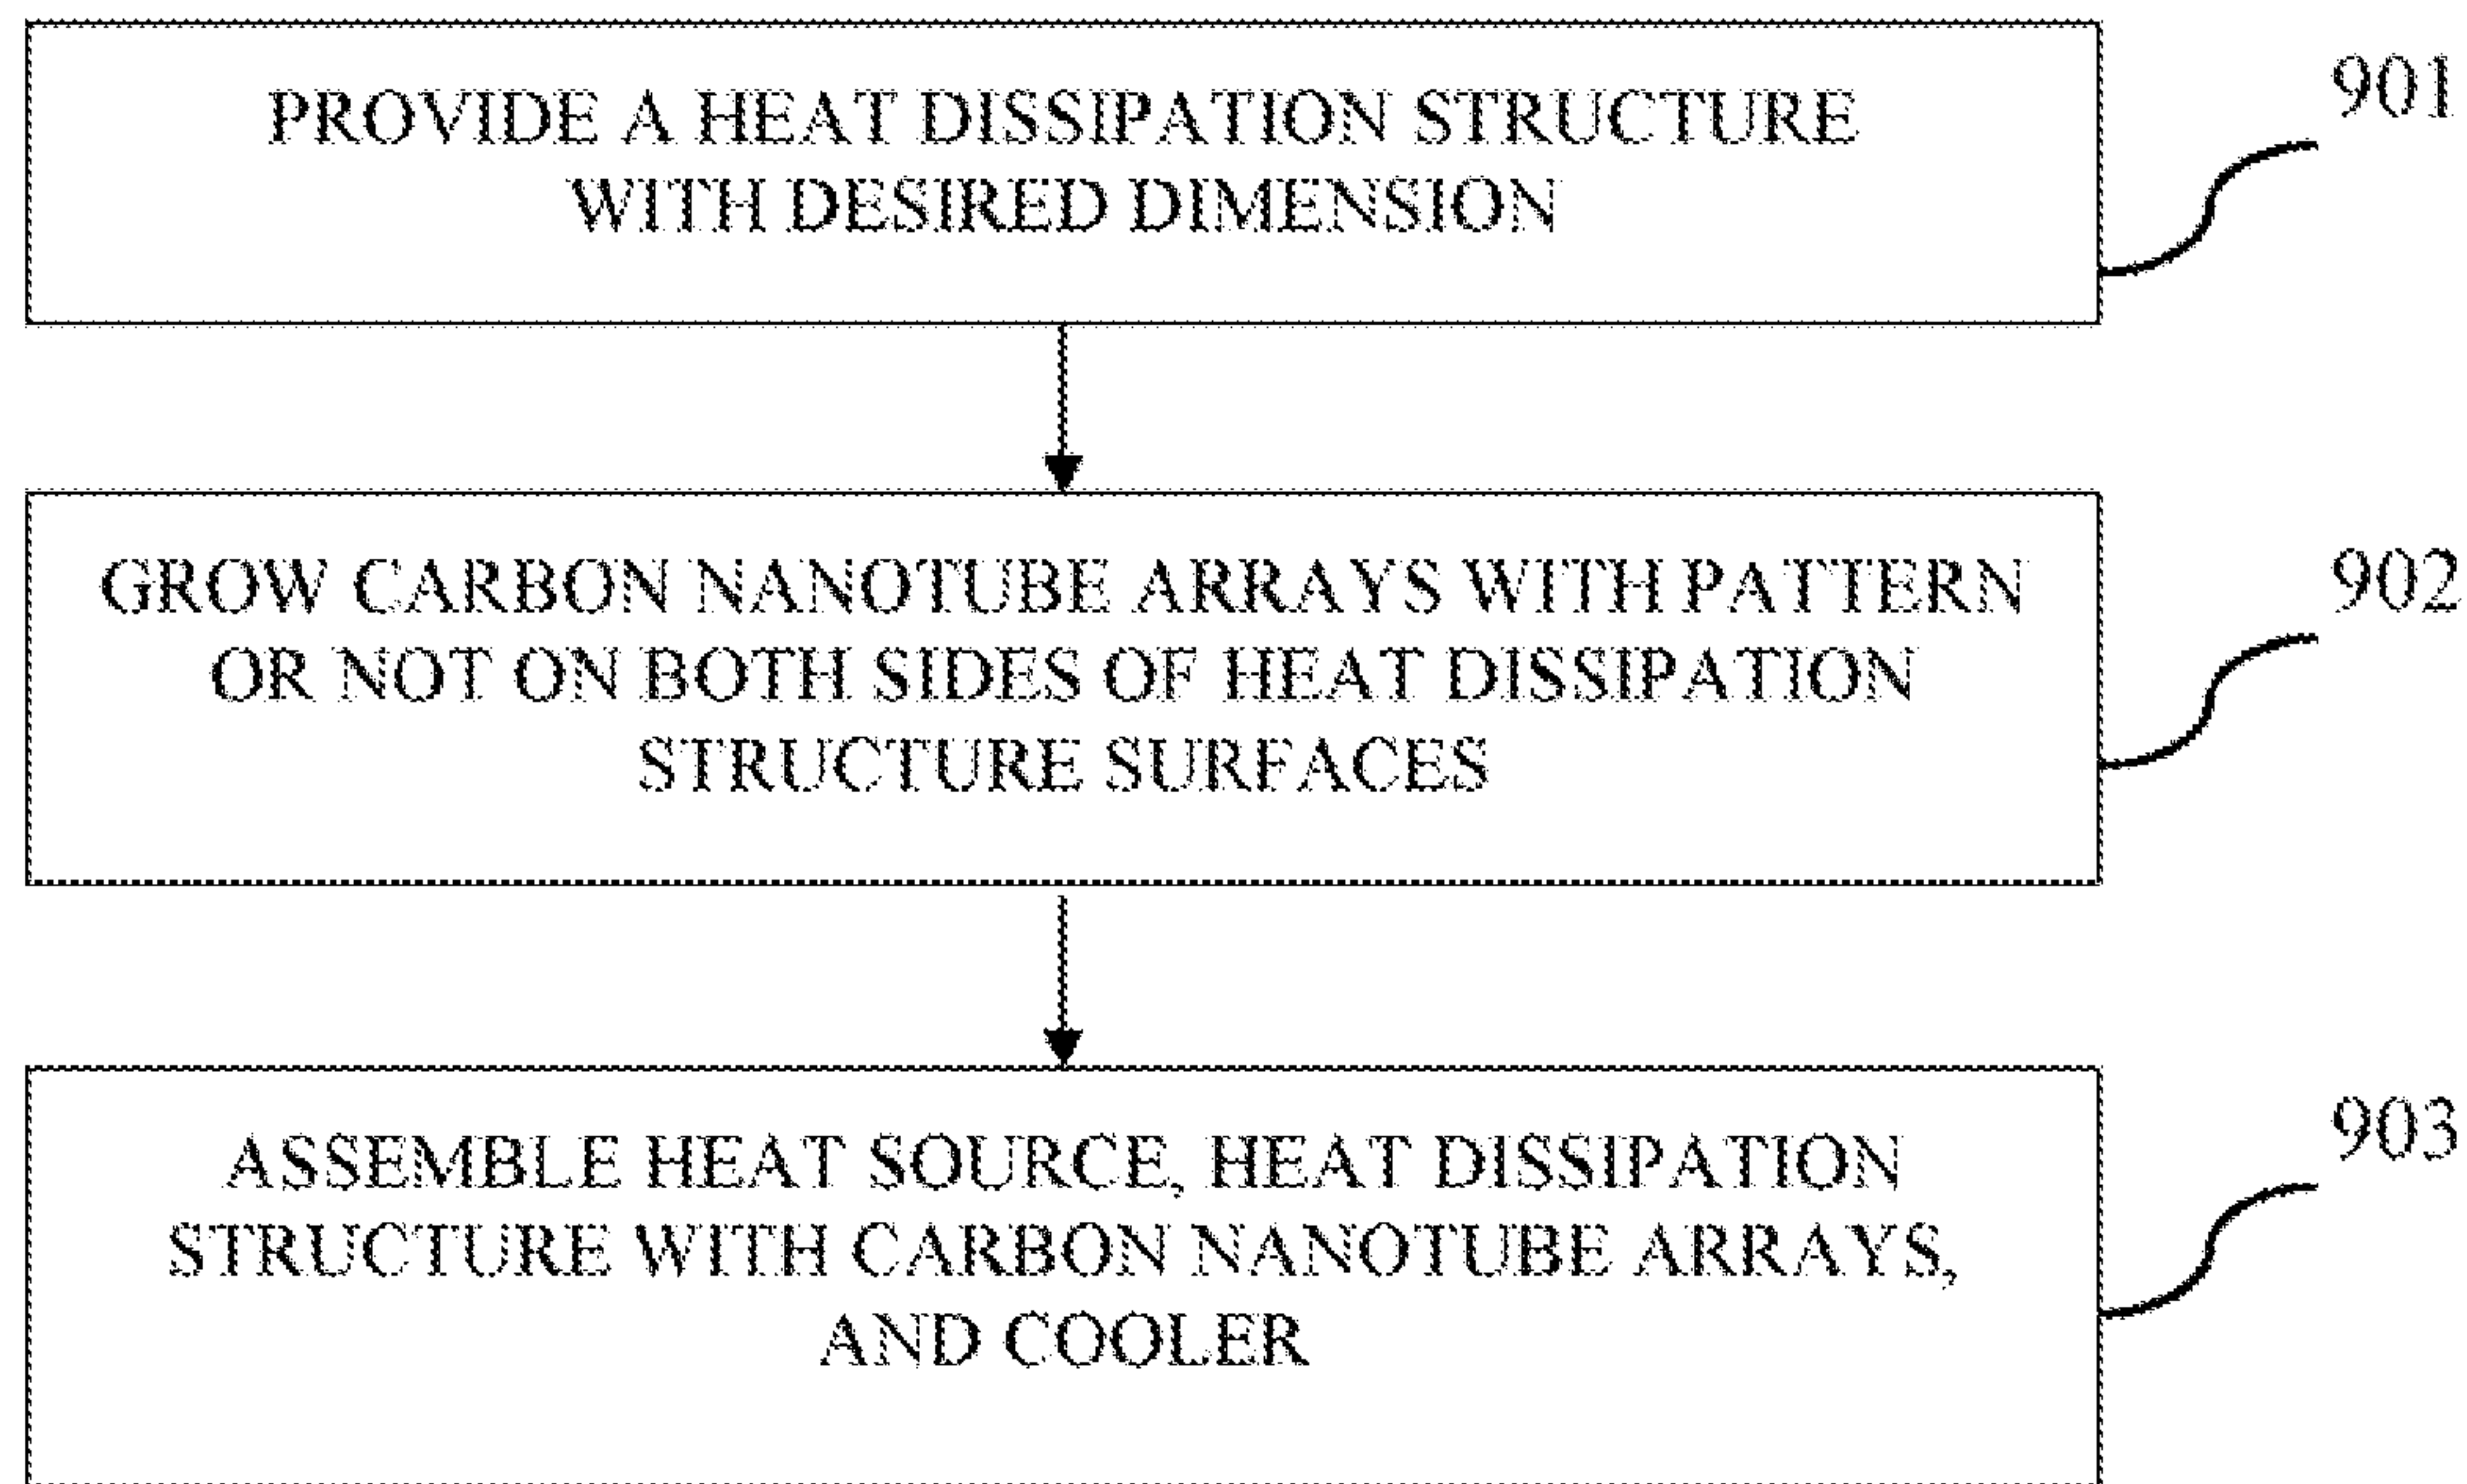 PROVIDE A HEAT DISSIPATION STRUCTURE
WITH DESIRED DIMENSION
901
GROW CARBON NANOTUBE ARRAYS WITH PATTERN
OR NOT ON BOTH SIDES OF HEAT DISSIPATION
STRUCTURE SURFACES
902
ASSEMBLE HEAT SOURCE, HEAT DISSIPATION
STRUCTURE WITH CARBON NANOTUBE ARRAYS,
AND COOLER
903